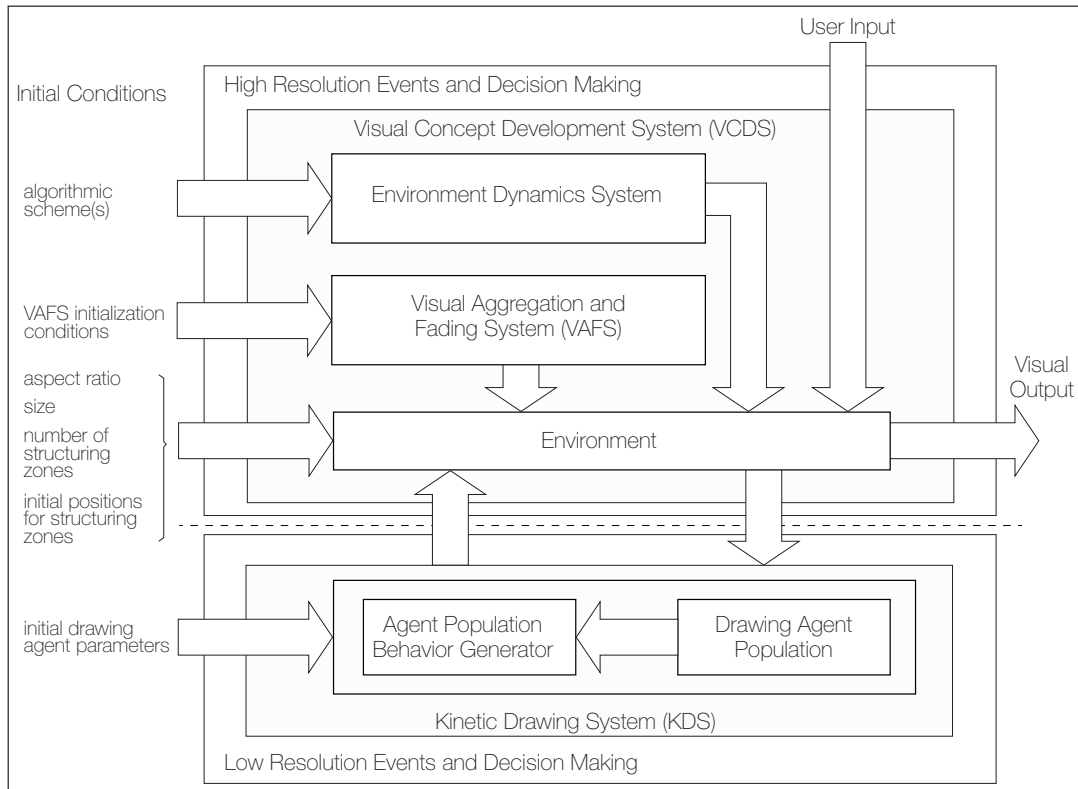 User Input
Initial Conditions
High Resolution Events and Decision Making
Visual Concept Development System (VCDS)
algorithmic
scheme(s)
Environment Dynamics System
VAFS initialization
conditions
Visual Aggregation and
Fading System (VAFS)
aspect ratio
size
number of
structuring
zones
initial positions
for structuring
zones
Environment
Visual
Output
initial drawing
agent parameters
Agent Population
Behavior Generator
Drawing Agent
Population
Kinetic Drawing System (KDS)
Low Resolution Events and Decision Making